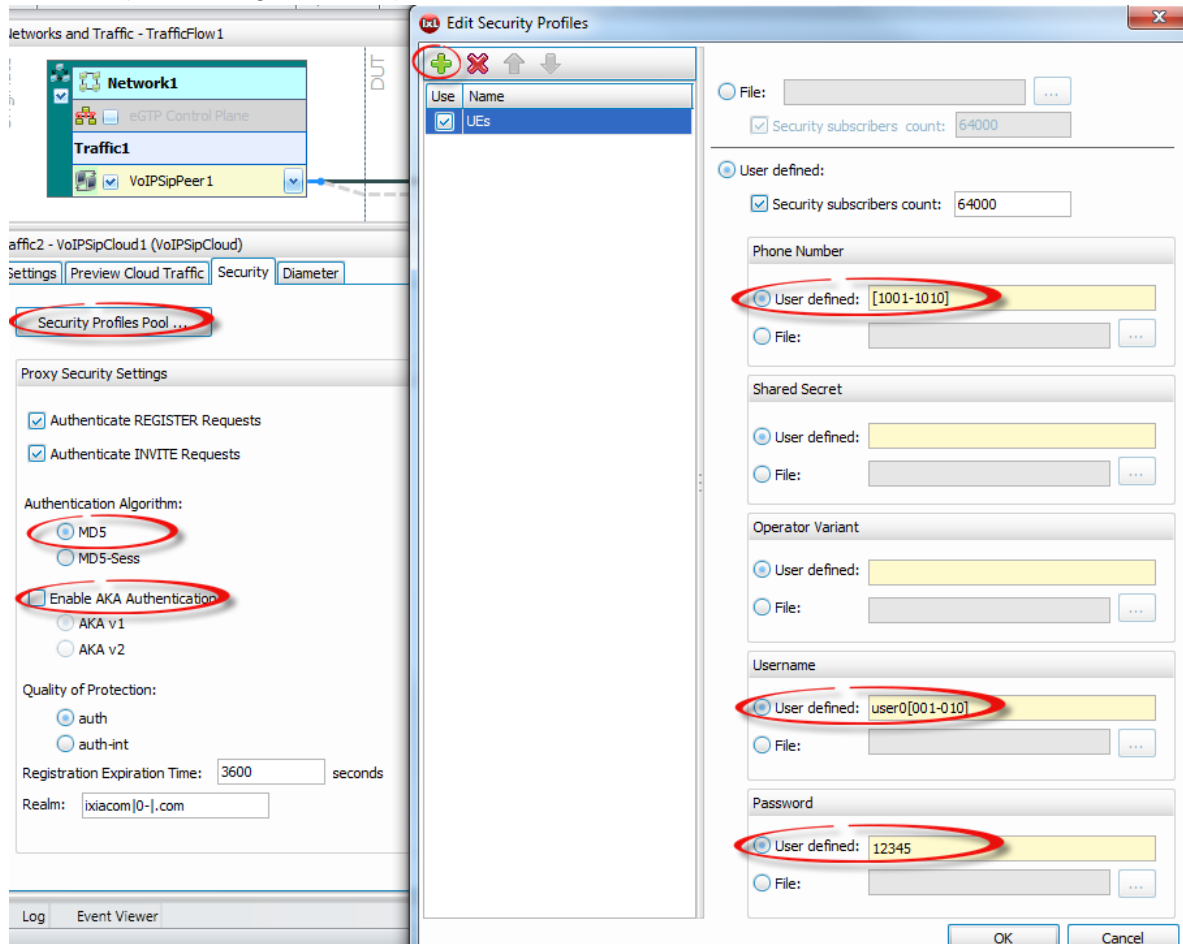 Networks and Traffic - TrafficFlow1
Network1
eGTP Control Plane
Traffic1
VoIPSipPeer1
DUT
affic2 - VoIPSipCloud1 (VoIPSipCloud)
Settings Preview Cloud Traffic Security Diameter
Security Profiles Pool ...
Proxy Security Settings
Authenticate REGISTER Requests
Authenticate INVITE Requests
Authentication Algorithm:
MD5
MD5-Sess
Enable AKA Authentication
AKA v1
AKA v2
Quality of Protection:
auth
auth-int
Registration Expiration Time: 3600 seconds
Realm: ixiacom|0-|.com
Log Event Viewer
IxL Edit Security Profiles
Use Name
UEs
File: ...
Security subscribers count: 64000
User defined:
Security subscribers count: 64000
Phone Number
User defined: [1001-1010]
File: ...
Shared Secret
User defined:
File: ...
Operator Variant
User defined:
File: ...
Username
User defined: user0[001-010]
File: ...
Password
User defined: 12345
File: ...
OK Cancel